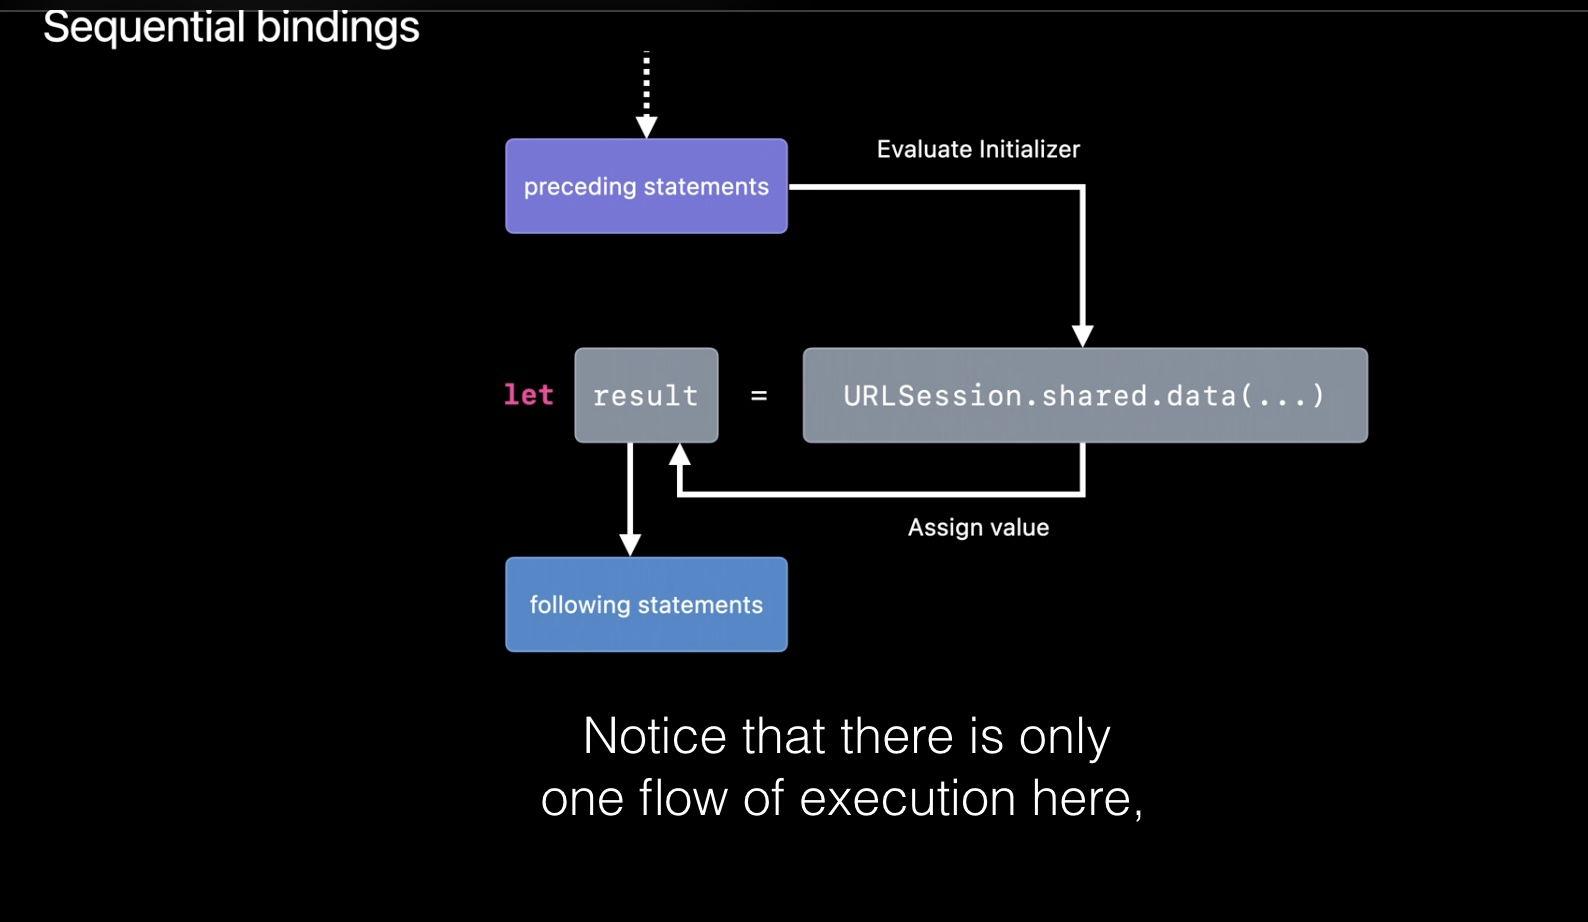 Sequential bindings
Evaluate Initializer
preceding statements
let result = URLSession.shared.data(...)
Assign value
following statements
Notice that there is only
one flow of execution here,